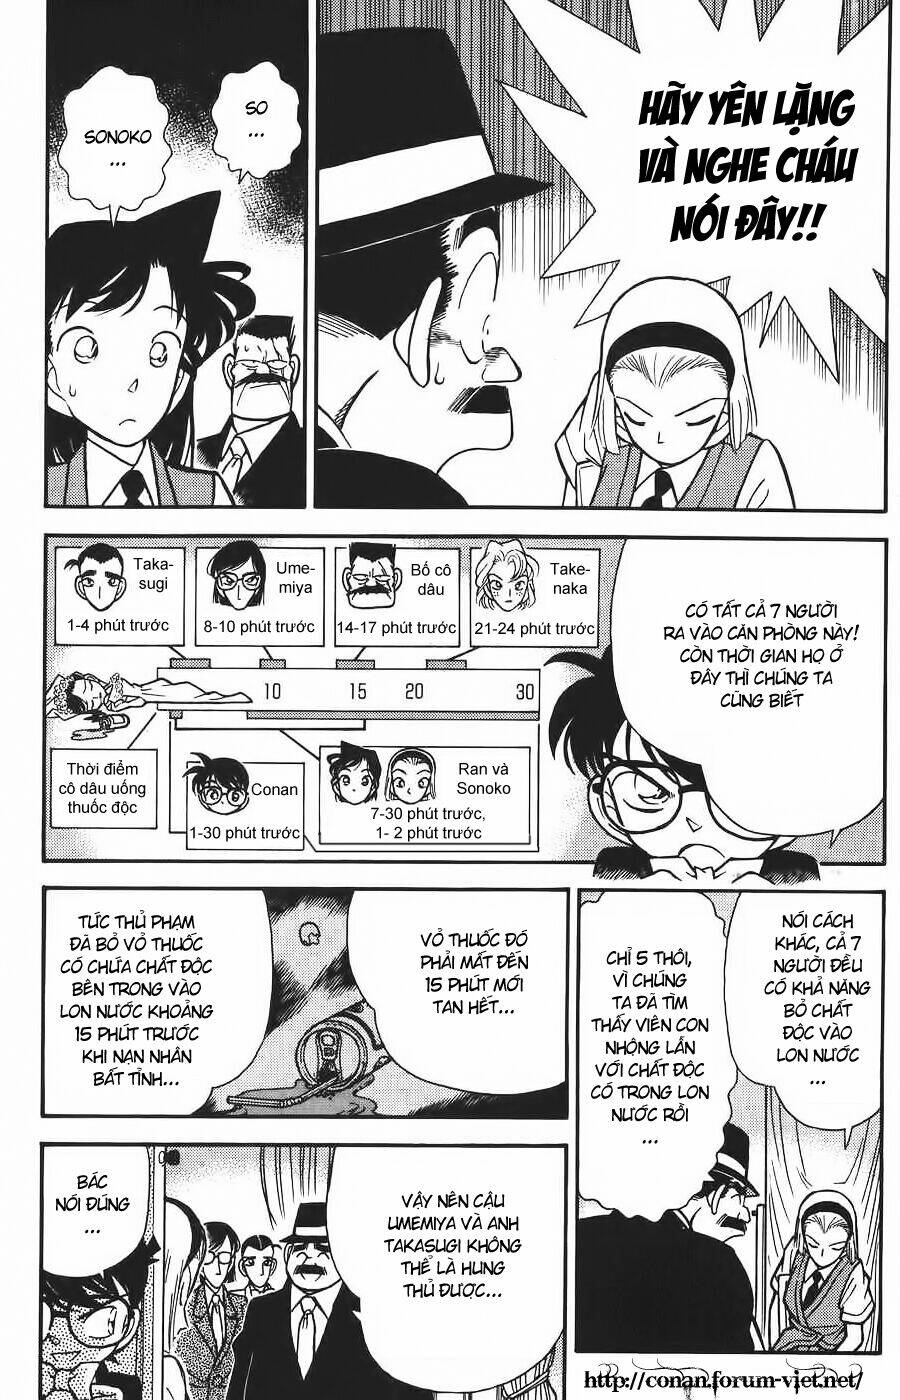 HÃY YÊN LẶNG
VÀ NGHE CHÁU
NÓI ĐÂY!!
SO
...
SONOKO
...
Taka-
sugi
1-4 phút trước
Ume-
miya
8-10 phút trước
Bố cô
dâu
14-17 phút trước
Take-
naka
21-24 phút trước
10
15
20
30
Thời điểm
cô dâu uống
thuốc độc
Conan
1-30 phút trước
Ran và
Sonoko
7-30 phút trước,
1- 2 phút trước
CÓ TẤT CẢ 7 NGƯỜI
RA VÀO CĂN PHÒNG NÀY!
CÒN THỜI GIAN HỌ Ở
ĐÂY THÌ CHÚNG TA
CŨNG BIẾT
TỨC THỦ PHẠM
ĐÃ BỎ VỎ THUỐC
CÓ CHỨA CHẤT ĐỘC
BÊN TRONG VÀO
LON NƯỚC KHOẢNG
15 PHÚT TRƯỚC
KHI NẠN NHÂN
BẤT TỈNH...
VỎ THUỐC ĐÓ
PHẢI MẤT ĐẾN
15 PHÚT MỚI
TAN HẾT...
CHỈ 5 THÔI,
VÌ CHÚNG
TA ĐÃ TÌM
THẤY VIÊN CON
NHỘNG LẪN
VỚI CHẤT ĐỘC
CÓ TRONG LON
NƯỚC RỒI
...
NÓI CÁCH
KHÁC, CẢ 7
NGƯỜI ĐỀU
CÓ KHẢ NĂNG
BỎ CHẤT
ĐỘC VÀO
LON NƯỚC
...
BÁC
NÓI ĐÚNG
...
VẬY NÊN CẬU
UMEMIYA VÀ ANH
TAKASUGI KHÔNG
THỂ LÀ HUNG
THỦ ĐƯỢC...
http://conan.forum-viet.net/